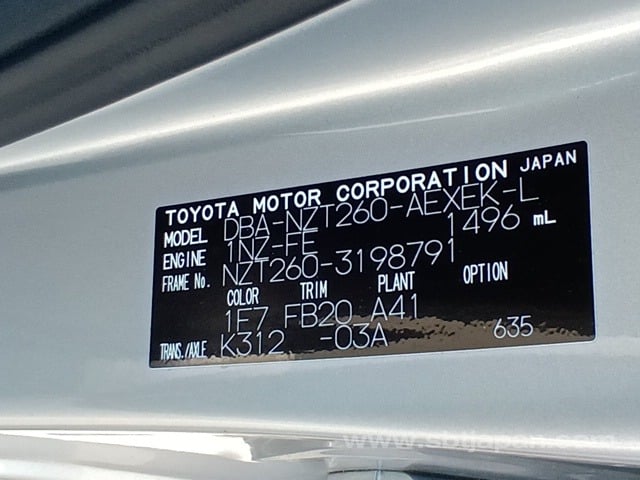 TOYOTA MOTOR CORPORATION JAPAN
MODEL DBA-NZT260-AEXEK-L
ENGINE 1NZ-FE 1496 mL
FRAME No. NZT260-3198791
COLOR TRIM PLANT OPTION
1F7 FB20 A41
TRANS./AXLE K312 -03A 635
www.sbtjapan.com